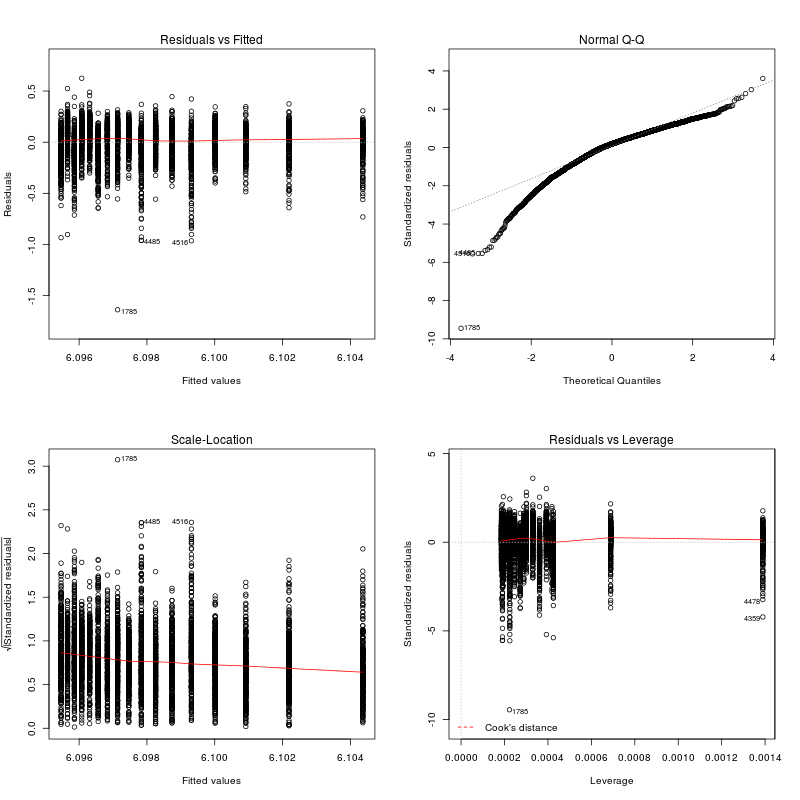 Residuals vs Fitted
Residuals
0.5
0.0
-0.5
-1.0
-1.5
4485
4516
1785
6.096 6.098 6.100 6.102 6.104
Fitted values
Normal Q-Q
Standardized residuals
4
2
0
-2
-4
-6
-8
-10
1785
-4 -2 0 2 4
Theoretical Quantiles
Scale-Location
√|Standardized residuals|
3.0
2.5
2.0
1.5
1.0
0.5
0.0
1785
4485
4516
6.096 6.098 6.100 6.102 6.104
Fitted values
Residuals vs Leverage
Standardized residuals
5
0
-5
-10
4478
4359
1785
Cook's distance
0.0000 0.0002 0.0004 0.0006 0.0008 0.0010 0.0012 0.0014
Leverage